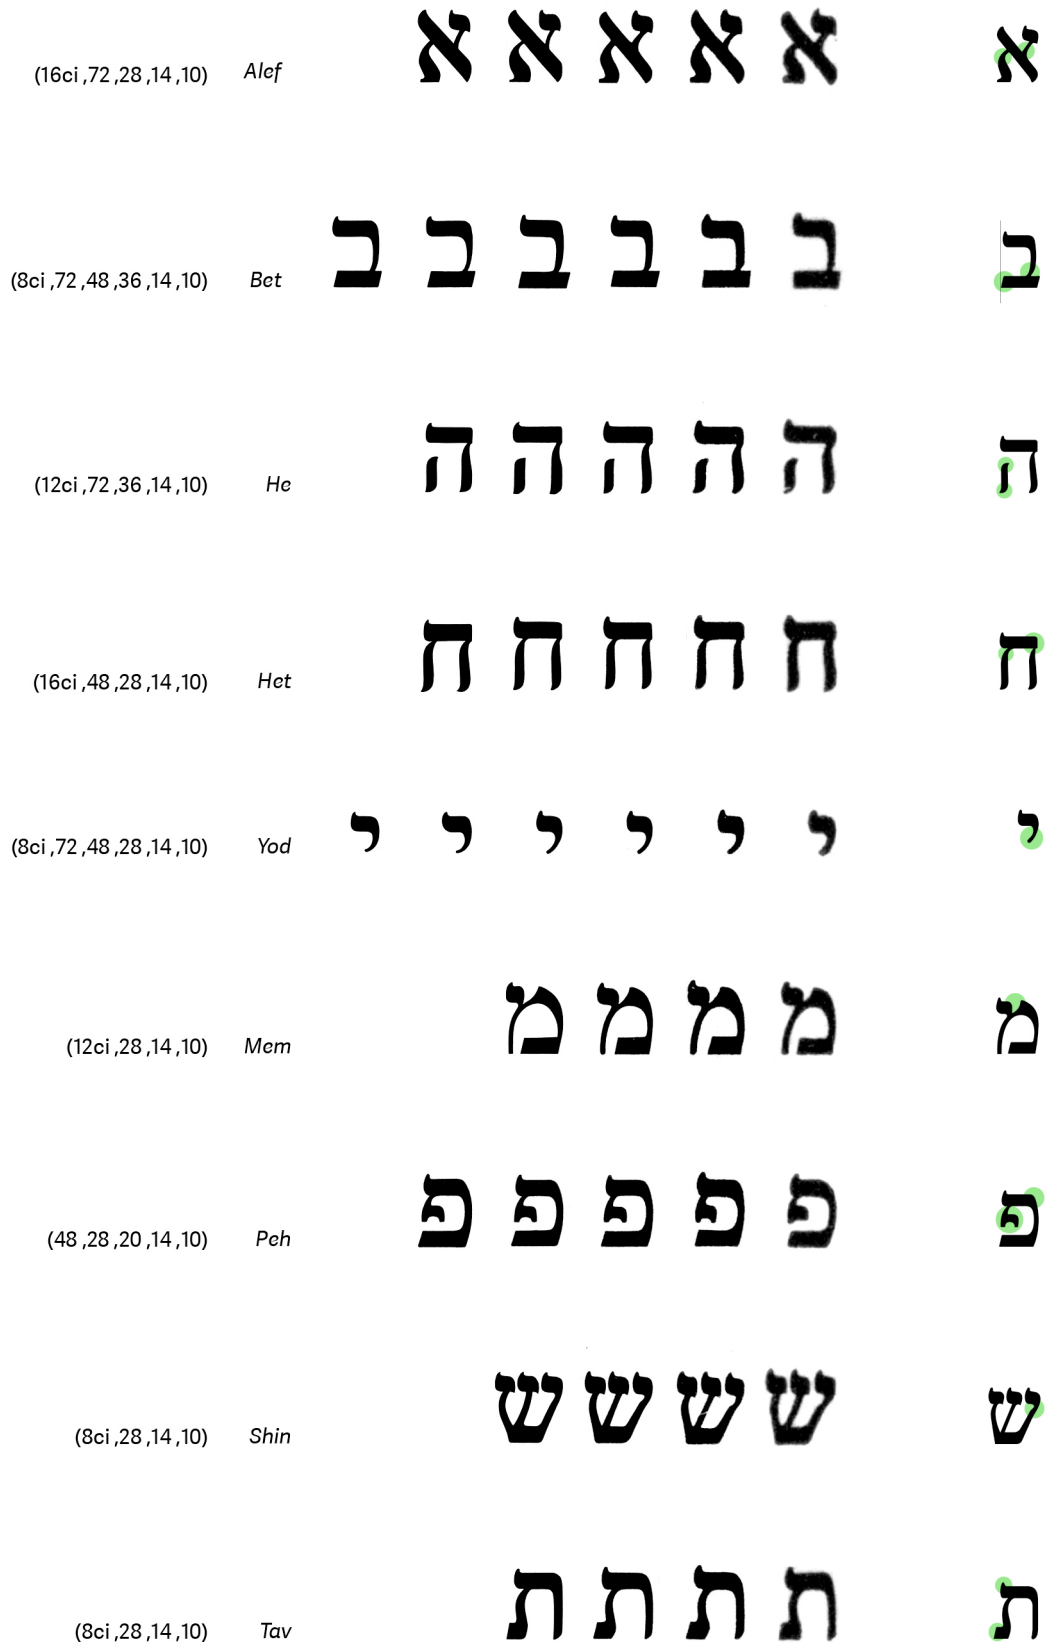 (16ci ,72 ,28 ,14 ,10) Alef א א א א א א
(8ci ,72 ,48 ,36 ,14 ,10) Bet ב ב ב ב ב ב ב
(12ci ,72 ,36 ,14 ,10) He ה ה ה ה ה ה
(16ci ,48 ,28 ,14 ,10) Het ח ח ח ח ח ח
(8ci ,72 ,48 ,28 ,14 ,10) Yod י י י י י י י
(12ci ,28 ,14 ,10) Mem מ מ מ מ מ
(48 ,28 ,20 ,14 ,10) Peh פ פ פ פ פ פ
(8ci ,28 ,14 ,10) Shin ש ש ש ש ש
(8ci ,28 ,14 ,10) Tav ת ת ת ת ת